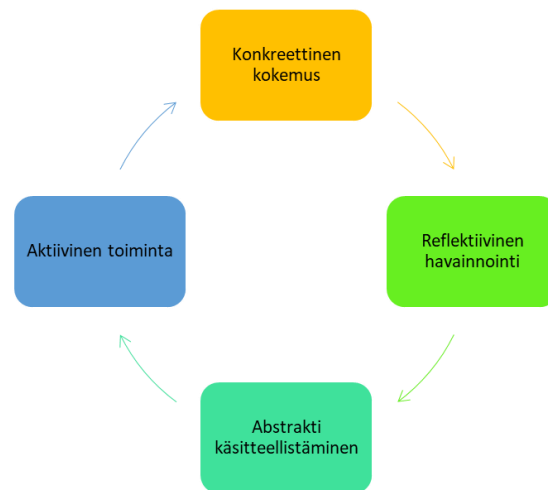 Konkreettinen
kokemus
Reflektiivinen
havainnointi
Abstrakti
käsitteellistäminen
Aktiivinen toiminta